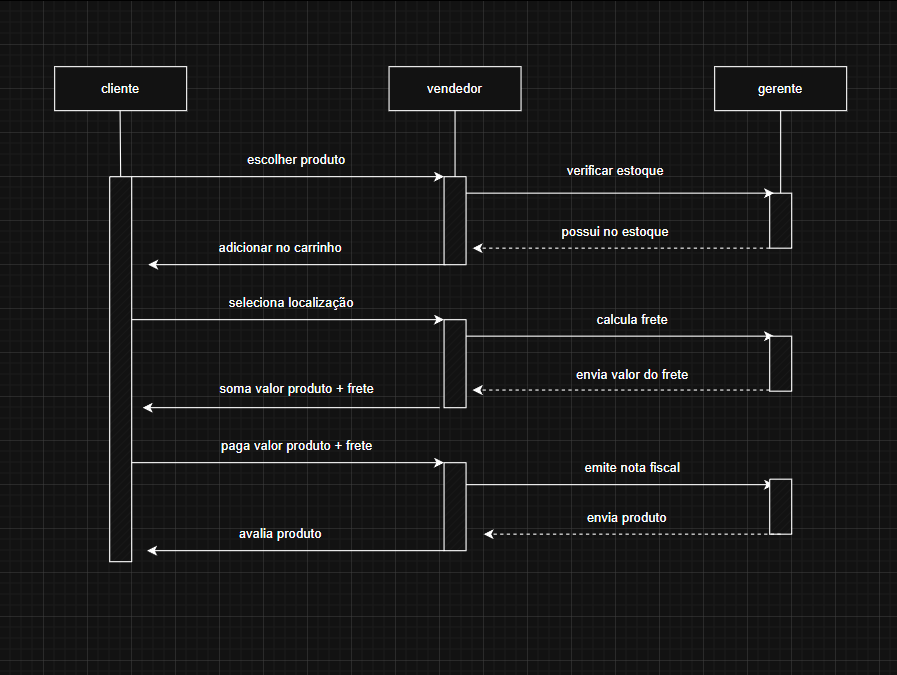 cliente
vendedor
gerente
escolher produto
verificar estoque
possui no estoque
adicionar no carrinho
seleciona localização
calcula frete
envia valor do frete
soma valor produto + frete
paga valor produto + frete
emite nota fiscal
envia produto
avalia produto